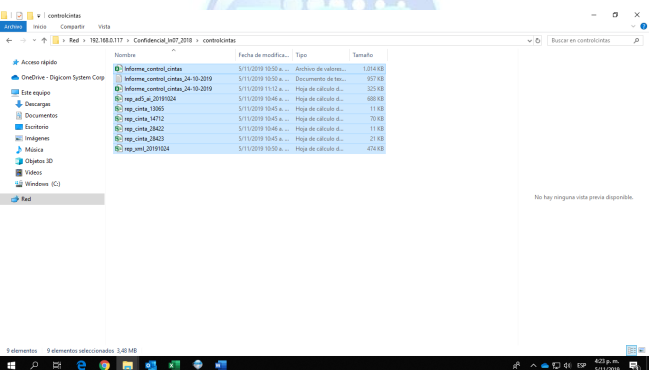 controlcintas
Archivo Inicio Compartir Vista
Red > 192.168.0.117 > Confidencial_In07_2018 > controlcintas
Buscar en controlcintas
Nombre Fecha de modifica... Tipo Tamaño
Acceso rápido
OneDrive - Digicom System Corp
Este equipo
Descargas
Documentos
Escritorio
Imágenes
Música
Objetos 3D
Vídeos
Windows (C:)
Red
Informe_control_cintas 5/11/2019 10:50 a. ... Archivo de valores... 1.014 KB
Informe_control_cintas_24-10-2019 5/11/2019 10:50 a. ... Documento de tex... 957 KB
Informe_control_cintas_24-10-2019 5/11/2019 11:12 a. ... Hoja de cálculo d... 325 KB
rep_ad5_ai_20191024 5/11/2019 10:46 a. ... Hoja de cálculo d... 608 KB
rep_cinta_13065 5/11/2019 10:45 a. ... Hoja de cálculo d... 11 KB
rep_cinta_14712 5/11/2019 10:45 a. ... Hoja de cálculo d... 70 KB
rep_cinta_28422 5/11/2019 10:46 a. ... Hoja de cálculo d... 11 KB
rep_cinta_28423 5/11/2019 10:45 a. ... Hoja de cálculo d... 21 KB
rep_xml_20191024 5/11/2019 10:50 a. ... Hoja de cálculo d... 474 KB
No hay ninguna vista previa disponible.
9 elementos 9 elementos seleccionados 3,48 MB
ESP
4:23 p. m.
5/11/2019